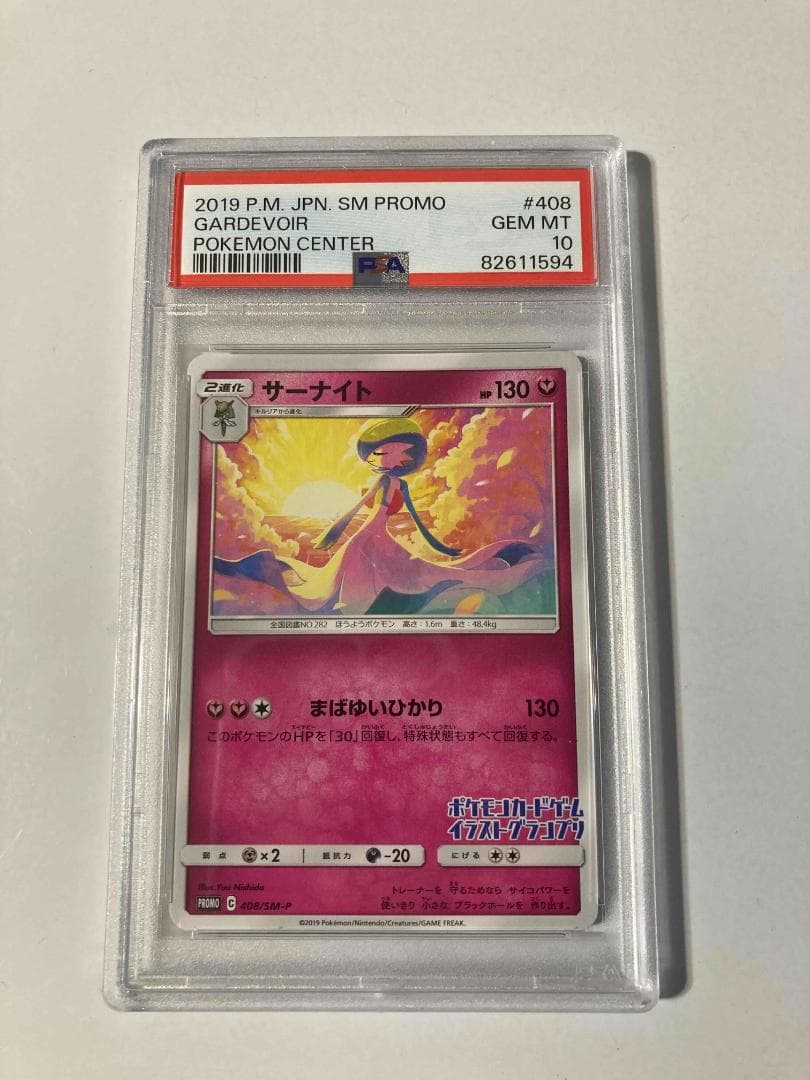 2019 P.M. JPN. SM PROMO #408
GARDEVOIR GEM MT
POKEMON CENTER 10
PSA 82611594
2進化 サーナイト HP 130
キルリアから進化
全国図鑑NO.282 ほうようポケモン 高さ:1.6m 重さ:48.4kg
まばゆいひかり 130
このポケモンのHPを「30」回復し、特殊状態もすべて回復する。
ポケモンカードゲーム
イラストグランプリ
弱点 ×2 抵抗力 -20 にげる
Illus. Yuu Nishida
トレーナーを 守るためなら サイコパワーを
使いきり 小さな ブラックホールを 作り出す。
PROMO C 408/SM-P
©2019 Pokémon/Nintendo/Creatures/GAME FREAK.